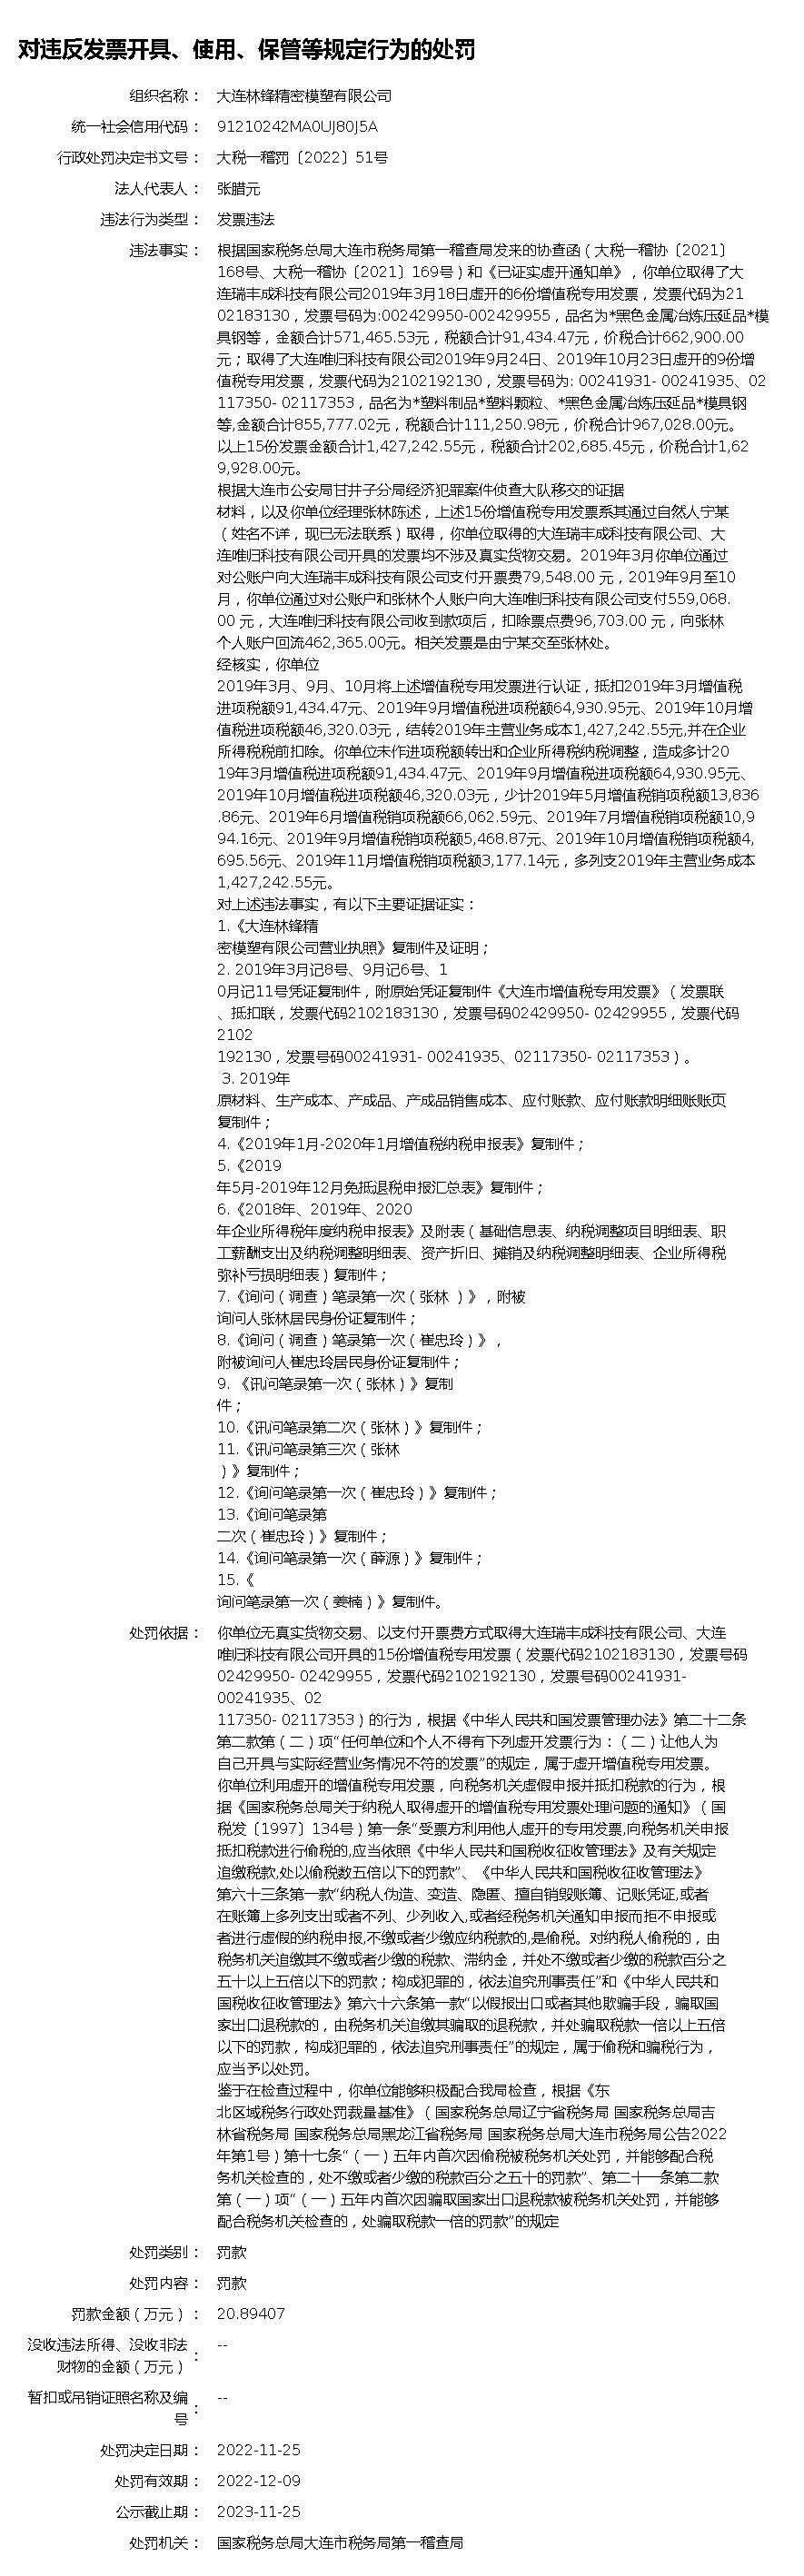 对违反发票开具、使用、保管等规定行为的处罚
组织名称： 大连林锋精密模塑有限公司
统一社会信用代码： 91210242MA0UJ80J5A
行政处罚决定书文号： 大税一稽罚〔2022〕51号
法人代表人： 张腊元
违法行为类型： 发票违法
违法事实： 根据国家税务总局大连市税务局第一稽查局发来的协查函（大税一稽协〔2021〕
168号、大税一稽协〔2021〕169号）和《已证实虚开通知单》，你单位取得了大
连瑞丰成科技有限公司2019年3月18日虚开的6份增值税专用发票，发票代码为21
02183130，发票号码为:002429950-002429955，品名为*黑色金属冶炼压延品*模
具钢等，金额合计571,465.53元，税额合计91,434.47元，价税合计662,900.00
元；取得了大连唯归科技有限公司2019年9月24日、2019年10月23日虚开的9份增
值税专用发票，发票代码为2102192130，发票号码为: 00241931- 00241935、02
117350- 02117353，品名为*塑料制品*塑料颗粒、*黑色金属冶炼压延品*模具钢
等,金额合计855,777.02元，税额合计111,250.98元，价税合计967,028.00元。
以上15份发票金额合计1,427,242.55元，税额合计202,685.45元，价税合计1,62
9,928.00元。
根据大连市公安局甘井子分局经济犯罪案件侦查大队移交的证据
材料，以及你单位经理张林陈述，上述15份增值税专用发票系其通过自然人宁某
（姓名不详，现已无法联系）取得，你单位取得的大连瑞丰成科技有限公司、大
连唯归科技有限公司开具的发票均不涉及真实货物交易。2019年3月你单位通过
对公账户向大连瑞丰成科技有限公司支付开票费79,548.00 元，2019年9月至10
月，你单位通过对公账户和张林个人账户向大连唯归科技有限公司支付559,068.
00 元，大连唯归科技有限公司收到款项后，扣除票点费96,703.00 元，向张林
个人账户回流462,365.00元。相关发票是由宁某交至张林处。
经核实，你单位
2019年3月、9月、10月将上述增值税专用发票进行认证，抵扣2019年3月增值税
进项税额91,434.47元、2019年9月增值税进项税额64,930.95元、2019年10月增
值税进项税额46,320.03元，结转2019年主营业务成本1,427,242.55元,并在企业
所得税税前扣除。你单位未作进项税额转出和企业所得税纳税调整，造成多计20
19年3月增值税进项税额91,434.47元、2019年9月增值税进项税额64,930.95元、
2019年10月增值税进项税额46,320.03元，少计2019年5月增值税销项税额13,836
.86元、2019年6月增值税销项税额66,062.59元、2019年7月增值税销项税额10,9
94.16元、2019年9月增值税销项税额5,468.87元、2019年10月增值税销项税额4,
695.56元、2019年11月增值税销项税额3,177.14元，多列支2019年主营业务成本
1,427,242.55元。
对上述违法事实，有以下主要证据证实：
1.《大连林锋精
密模塑有限公司营业执照》复制件及证明；
2. 2019年3月记8号、9月记6号、1
0月记11号凭证复制件，附原始凭证复制件《大连市增值税专用发票》（发票联
、抵扣联，发票代码2102183130，发票号码02429950- 02429955，发票代码
2102
192130，发票号码00241931- 00241935、02117350- 02117353）。
3. 2019年
原材料、生产成本、产成品、产成品销售成本、应付账款、应付账款明细账账页
复制件；
4.《2019年1月-2020年1月增值税纳税申报表》复制件；
5.《2019
年5月-2019年12月免抵退税申报汇总表》复制件；
6.《2018年、2019年、2020
年企业所得税年度纳税申报表》及附表（基础信息表、纳税调整项目明细表、职
工薪酬支出及纳税调整明细表、资产折旧、摊销及纳税调整明细表、企业所得税
弥补亏损明细表）复制件；
7.《询问（调查）笔录第一次（张林 ）》，附被
询问人张林居民身份证复制件；
8.《询问（调查）笔录第一次（崔忠玲）》，
附被询问人崔忠玲居民身份证复制件；
9. 《讯问笔录第一次（张林）》复制
件；
10.《讯问笔录第二次（张林）》复制件；
11.《讯问笔录第三次（张林
）》复制件；
12.《询问笔录第一次（崔忠玲）》复制件；
13.《询问笔录第
二次（崔忠玲）》复制件；
14.《询问笔录第一次（薛源）》复制件；
15.《
询问笔录第一次（姜楠）》复制件。
处罚依据： 你单位无真实货物交易、以支付开票费方式取得大连瑞丰成科技有限公司、大连
唯归科技有限公司开具的15份增值税专用发票（发票代码2102183130，发票号码
02429950- 02429955，发票代码2102192130，发票号码00241931-
00241935、02
117350- 02117353）的行为，根据《中华人民共和国发票管理办法》第二十二条
第二款第（二）项“任何单位和个人不得有下列虚开发票行为：（二）让他人为
自己开具与实际经营业务情况不符的发票”的规定，属于虚开增值税专用发票。
你单位利用虚开的增值税专用发票，向税务机关虚假申报并抵扣税款的行为，根
据《国家税务总局关于纳税人取得虚开的增值税专用发票处理问题的通知》（国
税发〔1997〕134号）第一条“受票方利用他人虚开的专用发票,向税务机关申报
抵扣税款进行偷税的,应当依照《中华人民共和国税收征收管理法》及有关规定
追缴税款,处以偷税数五倍以下的罚款”、《中华人民共和国税收征收管理法》
第六十三条第一款“纳税人伪造、变造、隐匿、擅自销毁账簿、记账凭证,或者
在账簿上多列支出或者不列、少列收入,或者经税务机关通知申报而拒不申报或
者进行虚假的纳税申报,不缴或者少缴应纳税款的,是偷税。对纳税人偷税的，由
税务机关追缴其不缴或者少缴的税款、滞纳金，并处不缴或者少缴的税款百分之
五十以上五倍以下的罚款；构成犯罪的，依法追究刑事责任”和《中华人民共和
国税收征收管理法》第六十六条第一款“以假报出口或者其他欺骗手段，骗取国
家出口退税款的，由税务机关追缴其骗取的退税款，并处骗取税款一倍以上五倍
以下的罚款，构成犯罪的，依法追究刑事责任”的规定，属于偷税和骗税行为，
应当予以处罚。
鉴于在检查过程中，你单位能够积极配合我局检查，根据《东
北区域税务行政处罚裁量基准》（国家税务总局辽宁省税务局 国家税务总局吉
林省税务局 国家税务总局黑龙江省税务局 国家税务总局大连市税务局公告2022
年第1号）第十七条“（一）五年内首次因偷税被税务机关处罚，并能够配合税
务机关检查的，处不缴或者少缴的税款百分之五十的罚款”、第二十一条第二款
第（一）项“（一）五年内首次因骗取国家出口退税款被税务机关处罚，并能够
配合税务机关检查的，处骗取税款一倍的罚款”的规定
处罚类别： 罚款
处罚内容： 罚款
罚款金额（万元）： 20.89407
没收违法所得、没收非法
财物的金额（万元）： --
暂扣或吊销证照名称及编
号： --
处罚决定日期： 2022-11-25
处罚有效期： 2022-12-09
公示截止期： 2023-11-25
处罚机关： 国家税务总局大连市税务局第一稽查局